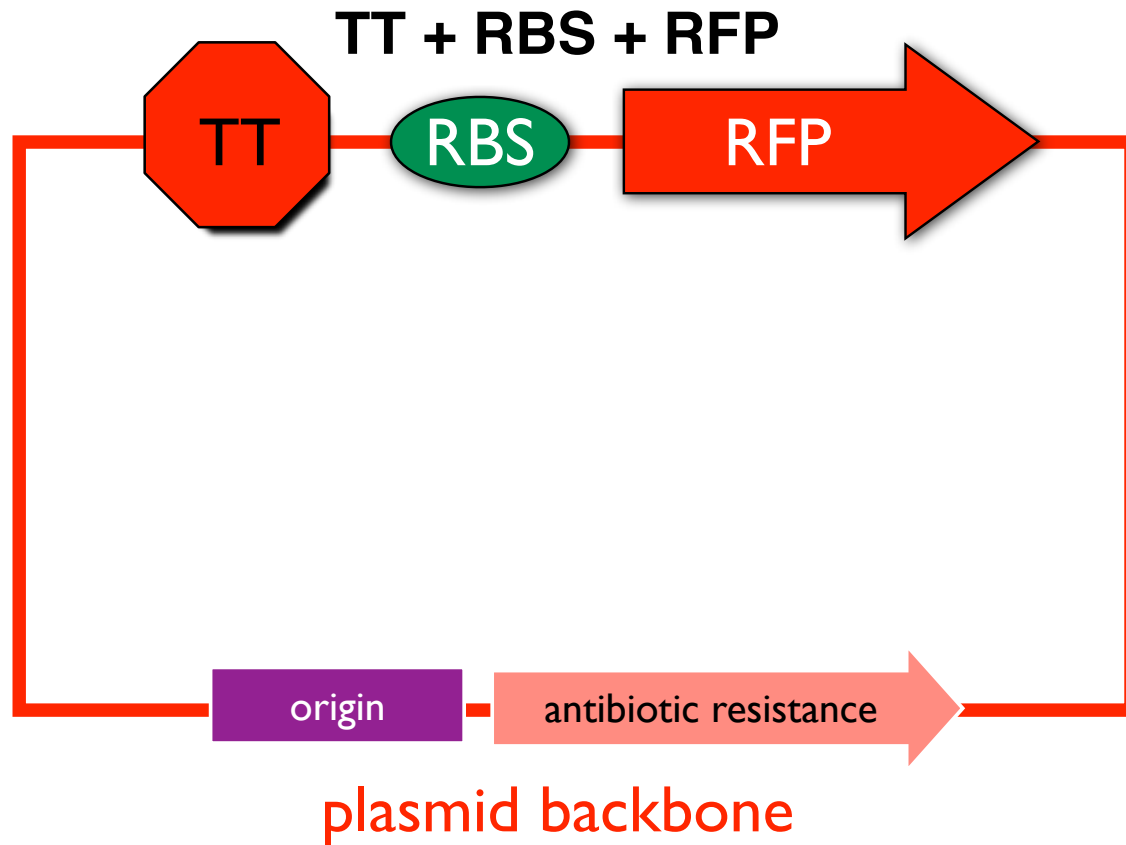 TT + RBS + RFP
TT
RBS
RFP
origin
antibiotic resistance
plasmid backbone